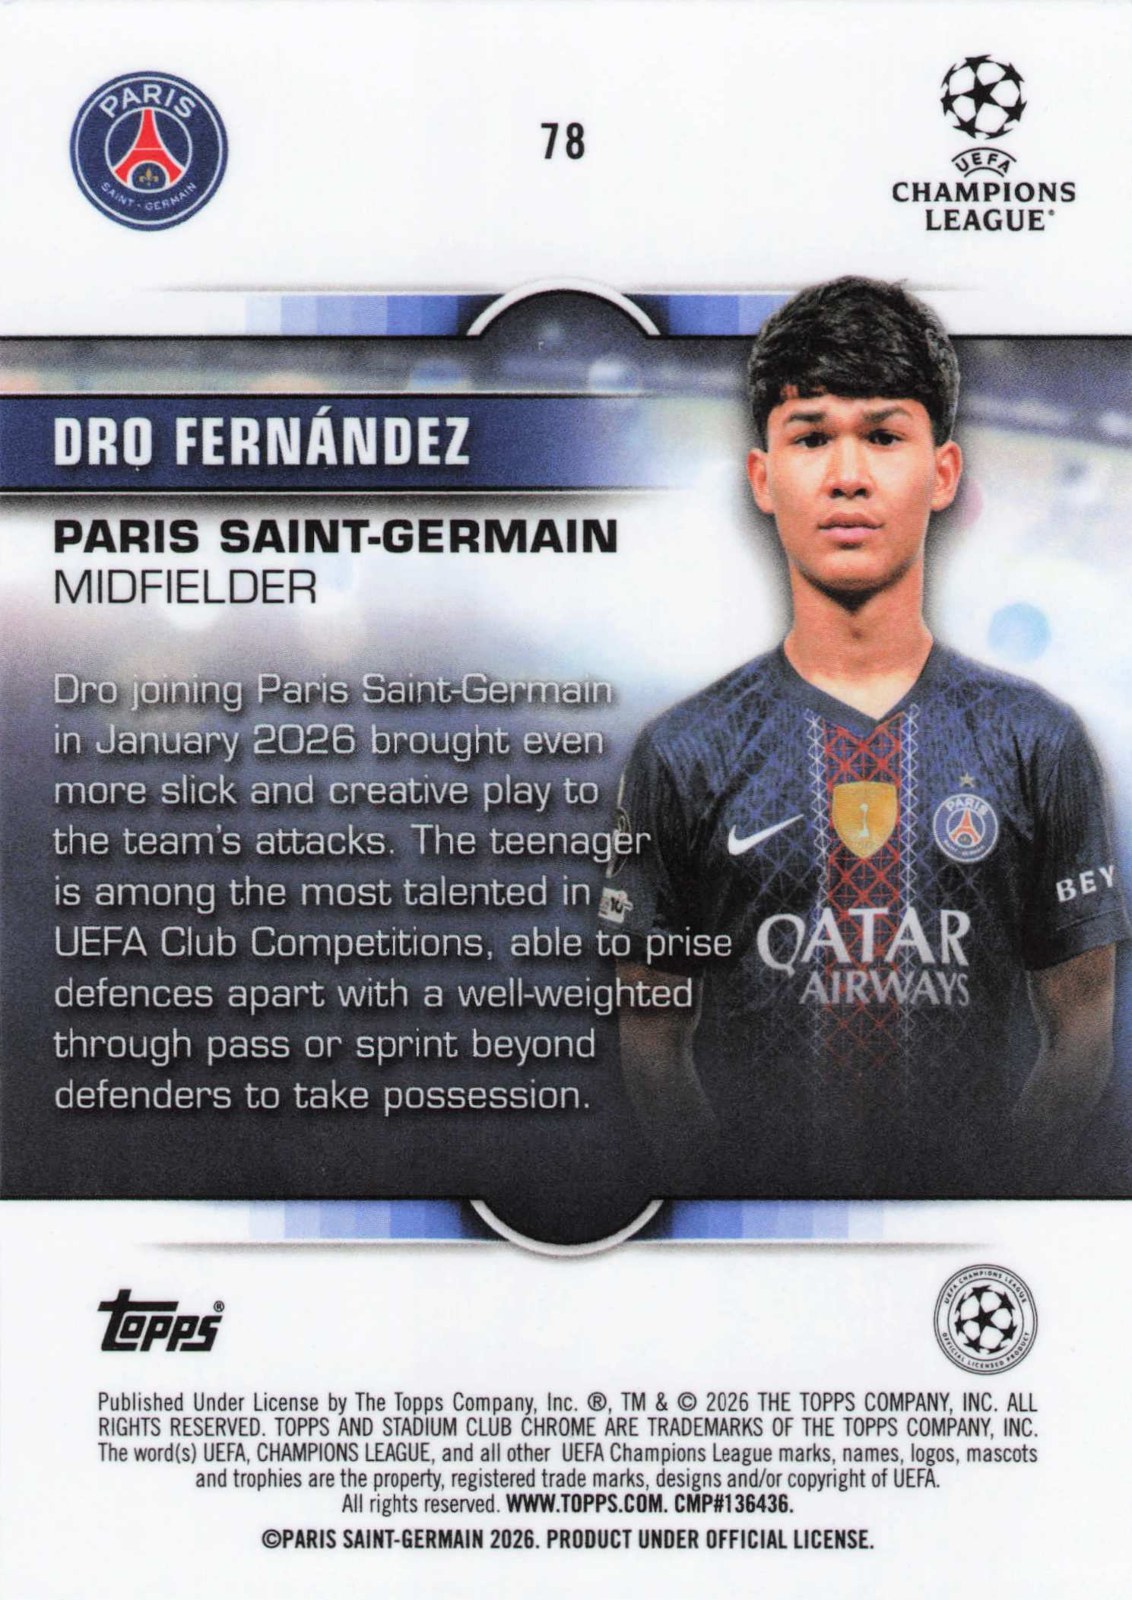 PARIS
SAINT-GERMAIN
78
UEFA
CHAMPIONS
LEAGUE®
DRO FERNÁNDEZ
PARIS SAINT-GERMAIN
MIDFIELDER
Dro joining Paris Saint-Germain
in January 2026 brought even
more slick and creative play to
the team's attacks. The teenager
is among the most talented in
UEFA Club Competitions, able to prise
defences apart with a well-weighted
through pass or sprint beyond
defenders to take possession.
PARIS
BEY
QATAR
AIRWAYS
TOPPS®
UEFA CHAMPIONS LEAGUE
OFFICIAL LICENSED PRODUCT
Published Under License by The Topps Company, Inc. ®, TM & © 2026 THE TOPPS COMPANY, INC. ALL
RIGHTS RESERVED. TOPPS AND STADIUM CLUB CHROME ARE TRADEMARKS OF THE TOPPS COMPANY, INC.
The word(s) UEFA, CHAMPIONS LEAGUE, and all other UEFA Champions League marks, names, logos, mascots
and trophies are the property, registered trade marks, designs and/or copyright of UEFA.
All rights reserved. WWW.TOPPS.COM. CMP#136436.
©PARIS SAINT-GERMAIN 2026. PRODUCT UNDER OFFICIAL LICENSE.